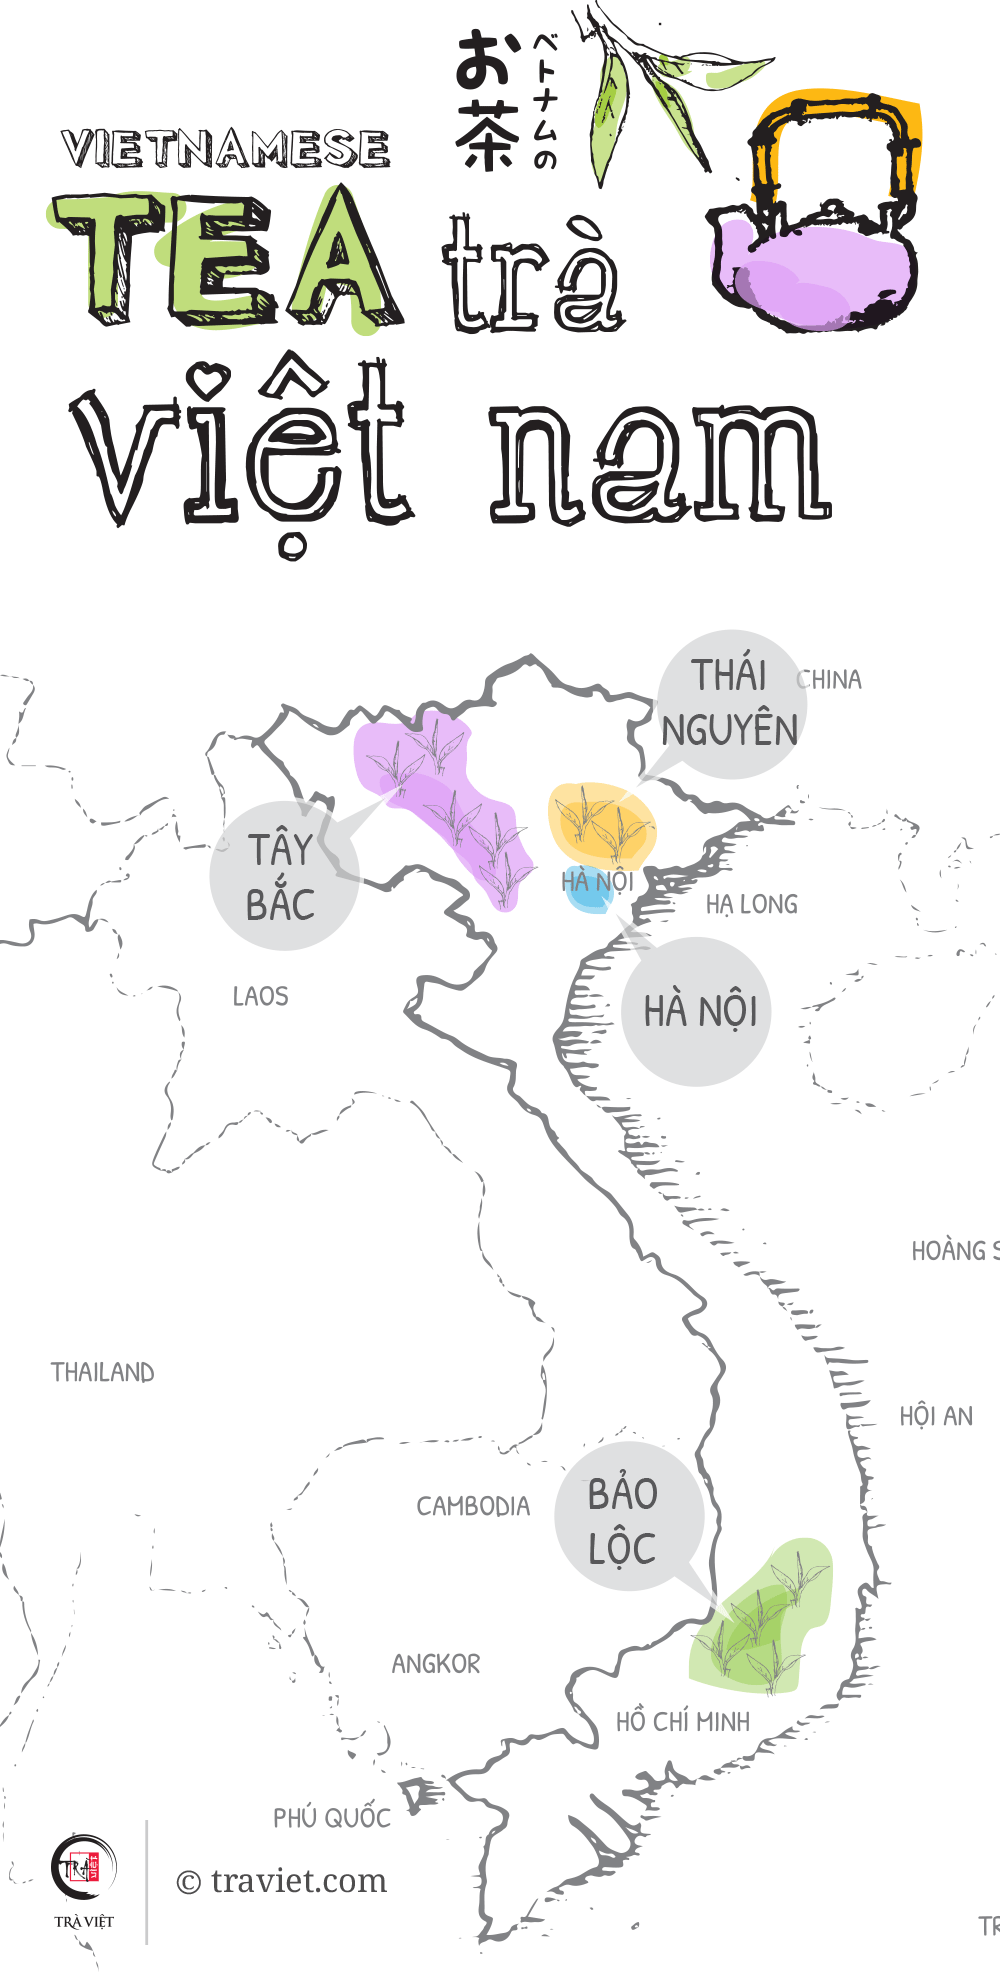 ベトナムの
お茶
VIETNAMESE
TEA trà
việt nam
THÁI
NGUYÊN
CHINA
TÂY
BẮC
HÀ NỘI
HẠ LONG
HÀ NỘI
LAOS
HOÀNG S
THAILAND
HỘI AN
BẢO
LỘC
CAMBODIA
ANGKOR
HỒ CHÍ MINH
PHÚ QUỐC
TRÀ VIỆT
TRÀ VIỆT
© traviet.com
TR